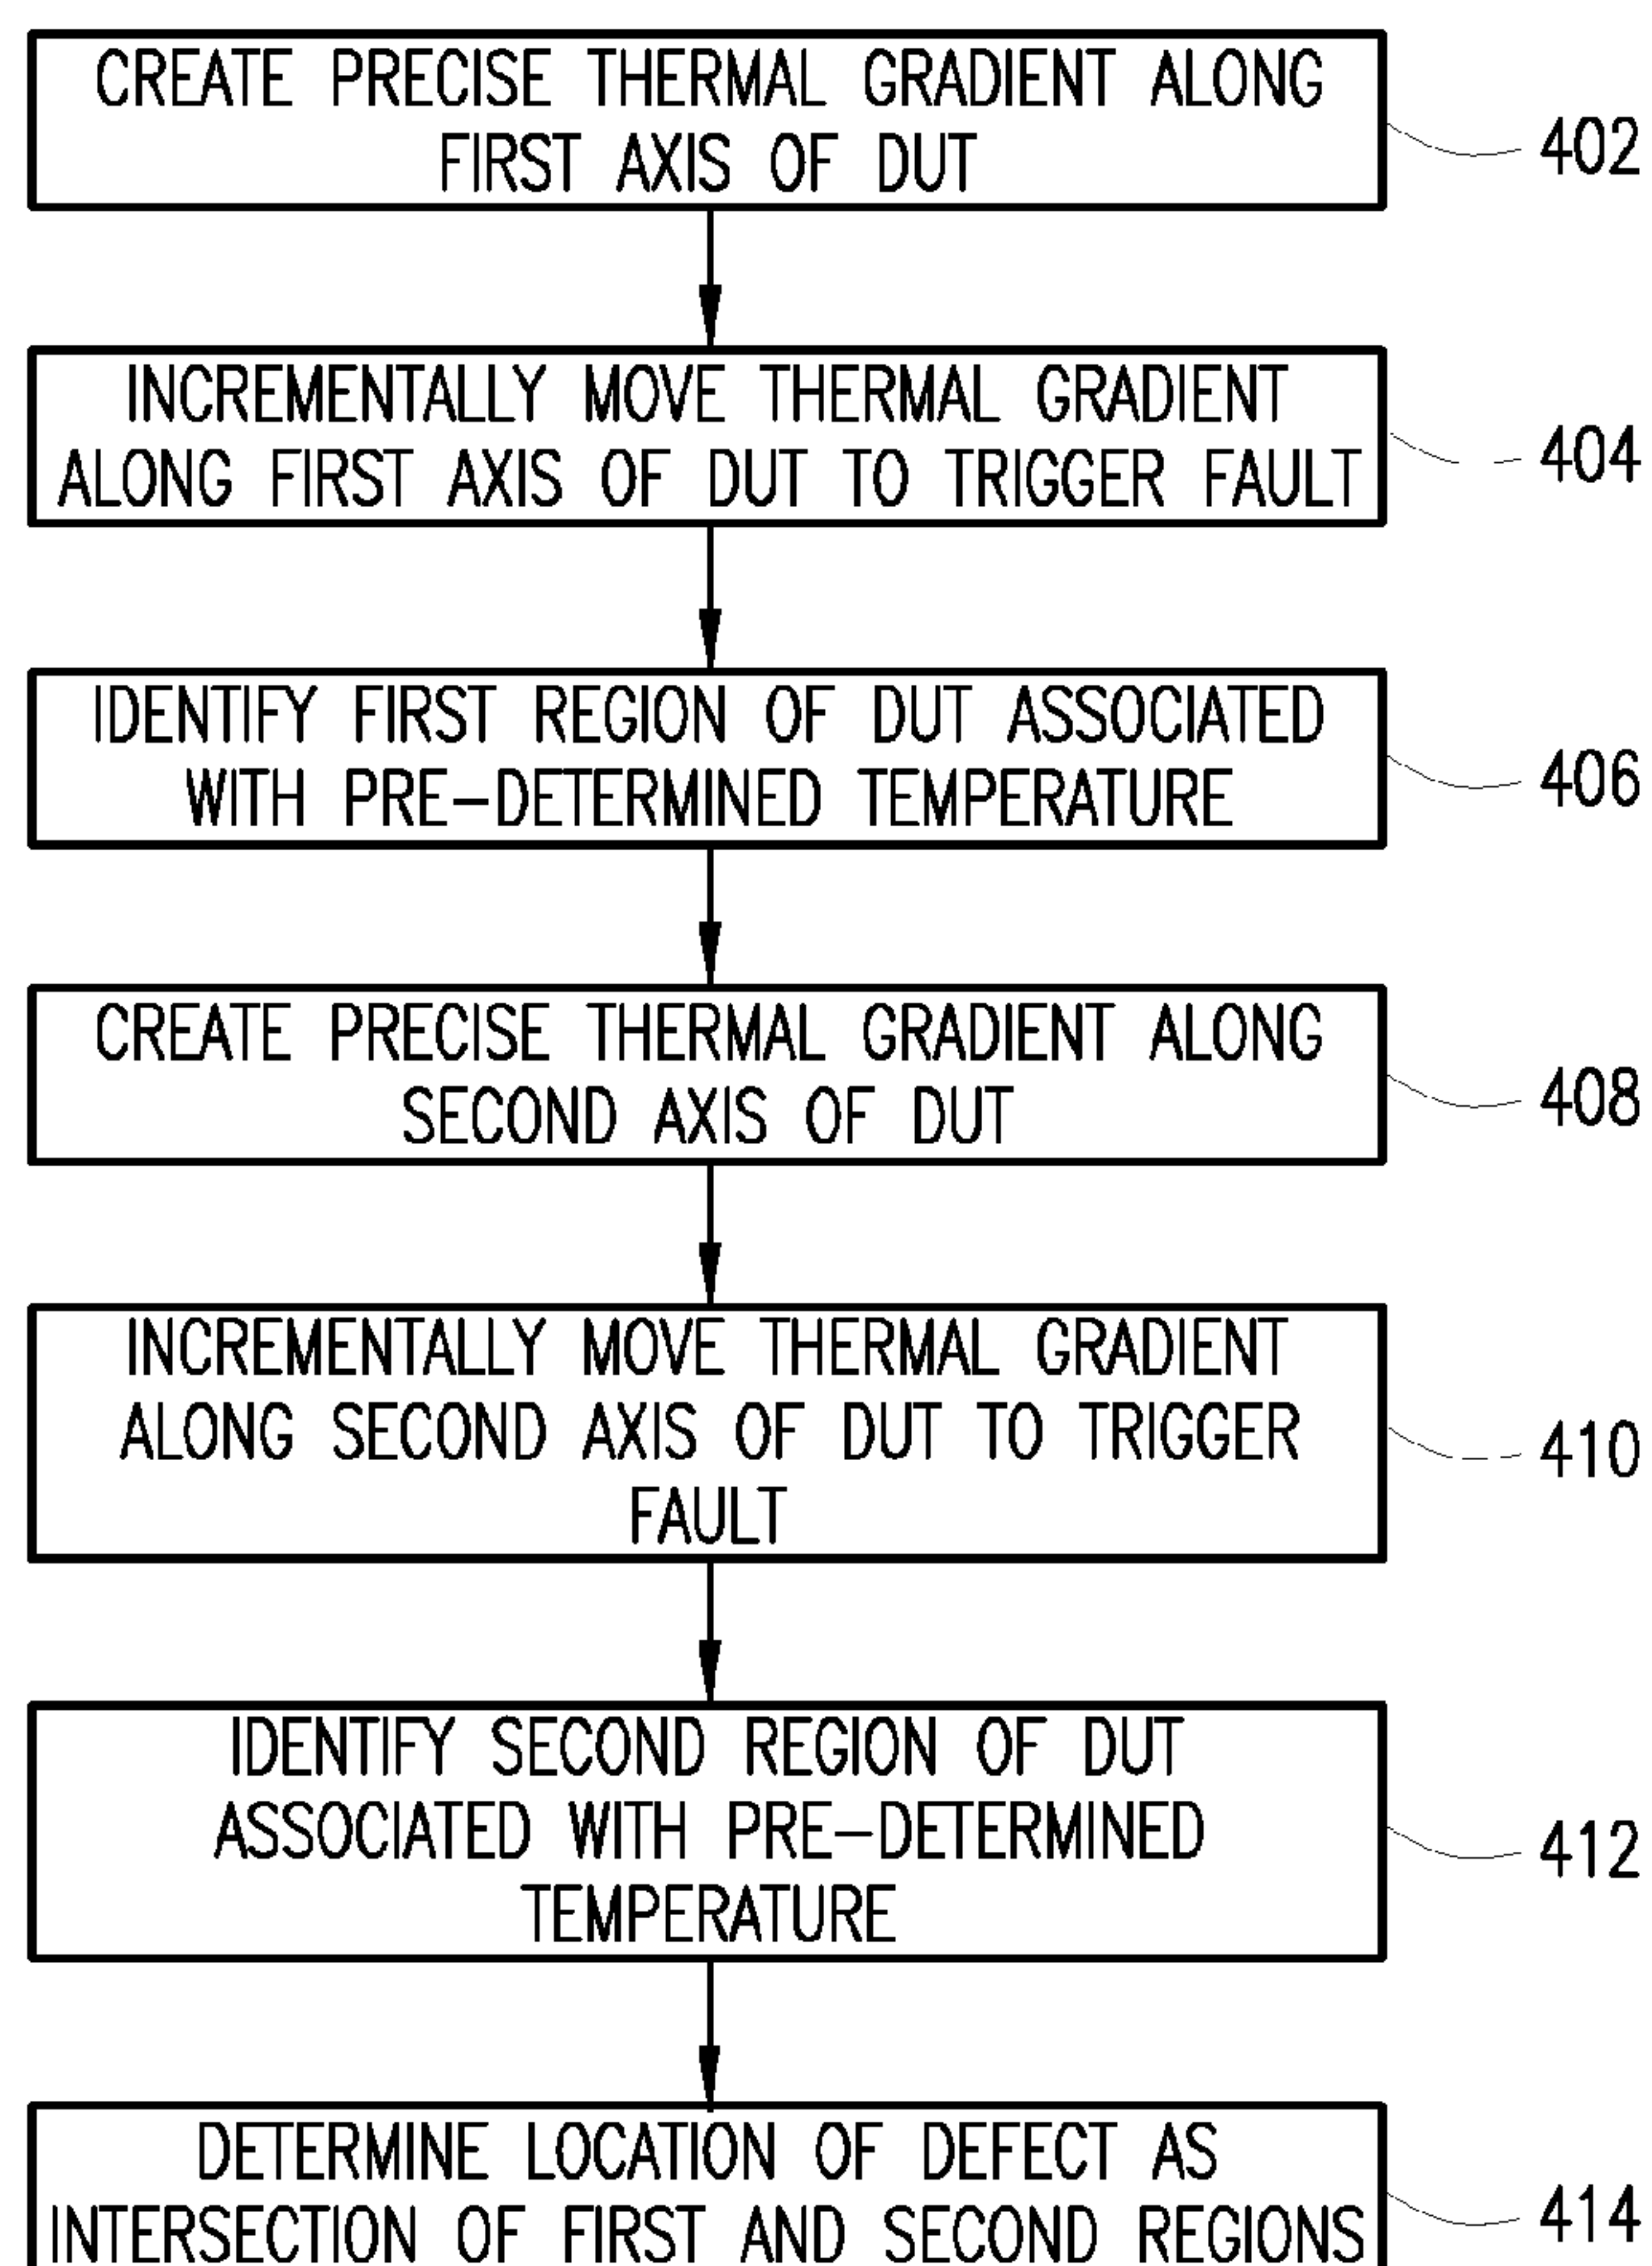 CREATE PRECISE THERMAL GRADIENT ALONG
FIRST AXIS OF DUT
402
INCREMENTALLY MOVE THERMAL GRADIENT
ALONG FIRST AXIS OF DUT TO TRIGGER FAULT
404
IDENTIFY FIRST REGION OF DUT ASSOCIATED
WITH PRE-DETERMINED TEMPERATURE
406
CREATE PRECISE THERMAL GRADIENT ALONG
SECOND AXIS OF DUT
408
INCREMENTALLY MOVE THERMAL GRADIENT
ALONG SECOND AXIS OF DUT TO TRIGGER
FAULT
410
IDENTIFY SECOND REGION OF DUT
ASSOCIATED WITH PRE-DETERMINED
TEMPERATURE
412
DETERMINE LOCATION OF DEFECT AS
INTERSECTION OF FIRST AND SECOND REGIONS
414